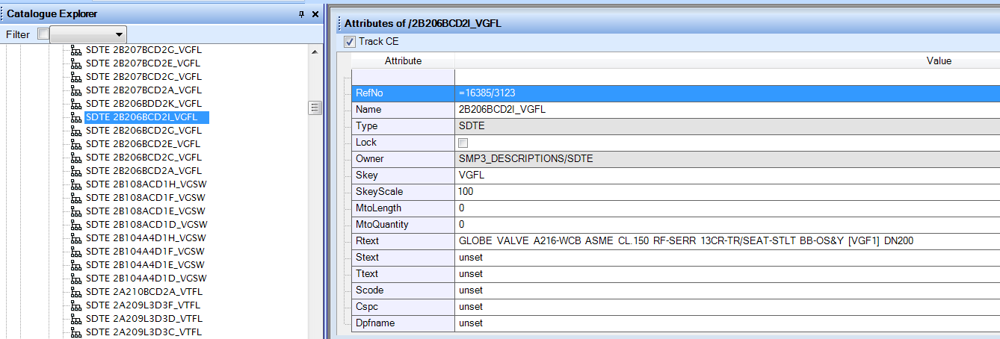 Catalogue Explorer
Filter
SDTE 2B207BCD2G_VGFL
SDTE 2B207BCD2E_VGFL
SDTE 2B207BCD2C_VGFL
SDTE 2B207BCD2A_VGFL
SDTE 2B206BDD2K_VGFL
SDTE 2B206BCD2I_VGFL
SDTE 2B206BCD2G_VGFL
SDTE 2B206BCD2E_VGFL
SDTE 2B206BCD2C_VGFL
SDTE 2B206BCD2A_VGFL
SDTE 2B108ACD1H_VGSW
SDTE 2B108ACD1F_VGSW
SDTE 2B108ACD1E_VGSW
SDTE 2B108ACD1D_VGSW
SDTE 2B104A4D1H_VGSW
SDTE 2B104A4D1F_VGSW
SDTE 2B104A4D1E_VGSW
SDTE 2B104A4D1D_VGSW
SDTE 2A210BCD2A_VTFL
SDTE 2A209L3D3F_VTFL
SDTE 2A209L3D3D_VTFL
SDTE 2A209L3D3C_VTFL
Attributes of /2B206BCD2I_VGFL
Track CE
Attribute Value
RefNo =16385/3123
Name 2B206BCD2I_VGFL
Type SDTE
Lock
Owner SMP3_DESCRIPTIONS/SDTE
Skey VGFL
SkeyScale 100
MtoLength 0
MtoQuantity 0
Rtext GLOBE VALVE A216-WCB ASME CL.150 RF-SERR 13CR-TR/SEAT-STLT BB-OS&Y [VGF1] DN200
Stext unset
Ttext unset
Scode unset
Cspc unset
Dpfname unset